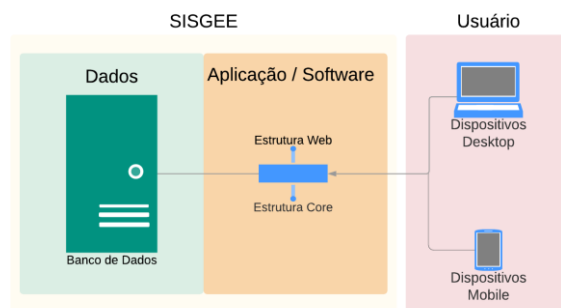 SISGEE
Usuário
Dados
Aplicação / Software
Estrutura Web
Estrutura Core
Banco de Dados
Dispositivos
Desktop
Dispositivos
Mobile